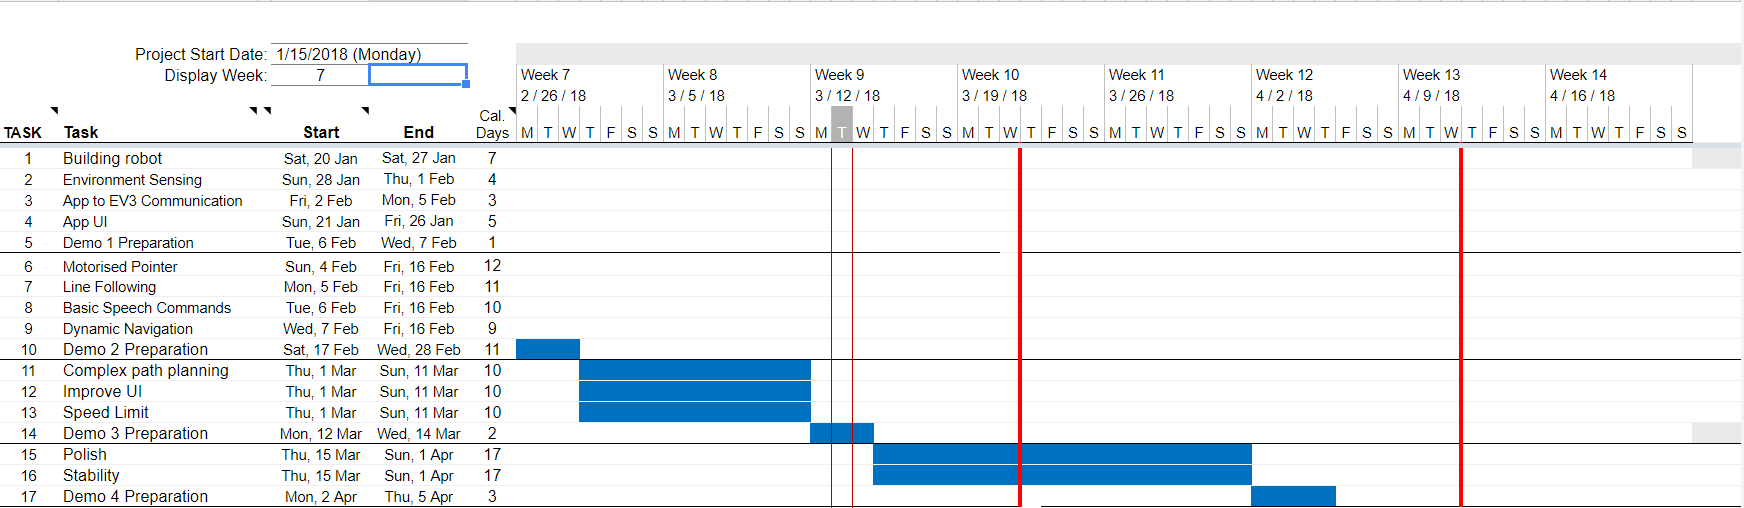 Project Start Date: 1/15/2018 (Monday)
Display Week: 7
Week 7 Week 8 Week 9 Week 10 Week 11 Week 12 Week 13 Week 14
2 / 26 / 18 3 / 5 / 18 3 / 12 / 18 3 / 19 / 18 3 / 26 / 18 4 / 2 / 18 4 / 9 / 18 4 / 16 / 18
TASK Task Start End Cal. Days M T W T F S S M T W T F S S M T W T F S S M T W T F S S M T W T F S S M T W T F S S M T W T F S S M T W T F S S
1 Building robot Sat, 20 Jan Sat, 27 Jan 7
2 Environment Sensing Sun, 28 Jan Thu, 1 Feb 4
3 App to EV3 Communication Fri, 2 Feb Mon, 5 Feb 3
4 App UI Sun, 21 Jan Fri, 26 Jan 5
5 Demo 1 Preparation Tue, 6 Feb Wed, 7 Feb 1
6 Motorised Pointer Sun, 4 Feb Fri, 16 Feb 12
7 Line Following Mon, 5 Feb Fri, 16 Feb 11
8 Basic Speech Commands Tue, 6 Feb Fri, 16 Feb 10
9 Dynamic Navigation Wed, 7 Feb Fri, 16 Feb 9
10 Demo 2 Preparation Sat, 17 Feb Wed, 28 Feb 11
11 Complex path planning Thu, 1 Mar Sun, 11 Mar 10
12 Improve UI Thu, 1 Mar Sun, 11 Mar 10
13 Speed Limit Thu, 1 Mar Sun, 11 Mar 10
14 Demo 3 Preparation Mon, 12 Mar Wed, 14 Mar 2
15 Polish Thu, 15 Mar Sun, 1 Apr 17
16 Stability Thu, 15 Mar Sun, 1 Apr 17
17 Demo 4 Preparation Mon, 2 Apr Thu, 5 Apr 3